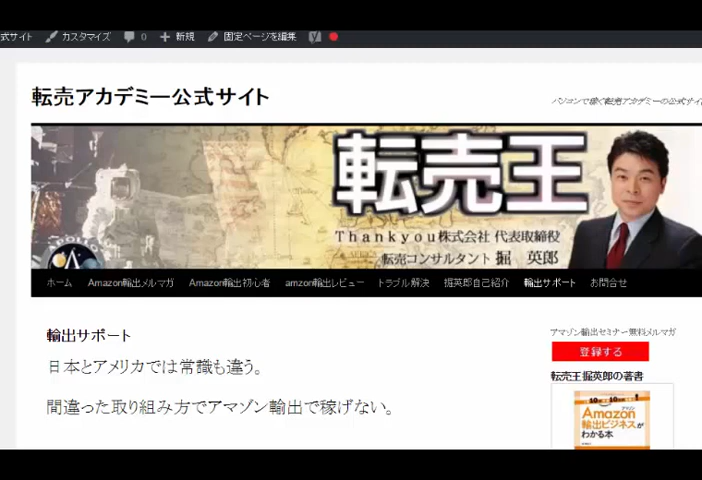 式サイト カスタマイズ 0 新規 固定ページを編集
転売アカデミー公式サイト
パソコンで稼ぐ転売アカデミーの公式サイ
転売王
Ｔｈａｎｋｙｏｕ株式会社 代表取締役
転売コンサルタント 掘 英郎
ホーム Amazon輸出メルマガ Amazon輸出初心者 amzon輸出レビュー トラブル解決 掘英郎自己紹介 輸出サポート お問合せ
輸出サポート
日本とアメリカでは常識も違う。
間違った取り組み方でアマゾン輸出で稼げない。
アマゾン輸出セミナー無料メルマガ
登録する
転売王 掘英郎の著書
アマゾン
Amazon
輸出ビジネスが
わかる本